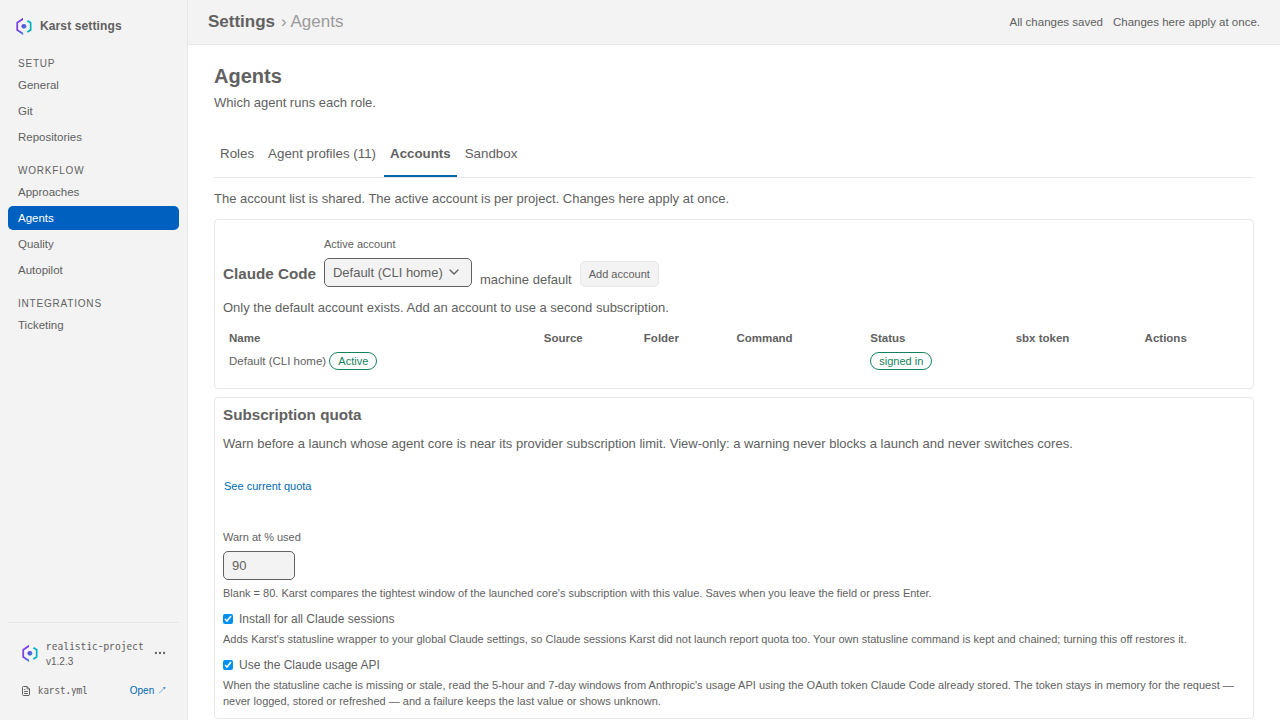 Karst settings
SETUP
General
Git
Repositories
WORKFLOW
Approaches
Agents
Quality
Autopilot
INTEGRATIONS
Ticketing
realistic-project
v1.2.3
karst.yml
Open ↗
Settings › Agents
All changes saved
Changes here apply at once.
Agents
Which agent runs each role.
Roles
Agent profiles (11)
Accounts
Sandbox
The account list is shared. The active account is per project. Changes here apply at once.
Claude Code
Active account
Default (CLI home)
machine default
Add account
Only the default account exists. Add an account to use a second subscription.
Name Source Folder Command Status sbx token Actions
Default (CLI home) Active signed in
Subscription quota
Warn before a launch whose agent core is near its provider subscription limit. View-only: a warning never blocks a launch and never switches cores.
See current quota
Warn at % used
90
Blank = 80. Karst compares the tightest window of the launched core's subscription with this value. Saves when you leave the field or press Enter.
Install for all Claude sessions
Adds Karst's statusline wrapper to your global Claude settings, so Claude sessions Karst did not launch report quota too. Your own statusline command is kept and chained; turning this off restores it.
Use the Claude usage API
When the statusline cache is missing or stale, read the 5-hour and 7-day windows from Anthropic's usage API using the OAuth token Claude Code already stored. The token stays in memory for the request —
never logged, stored or refreshed — and a failure keeps the last value or shows unknown.